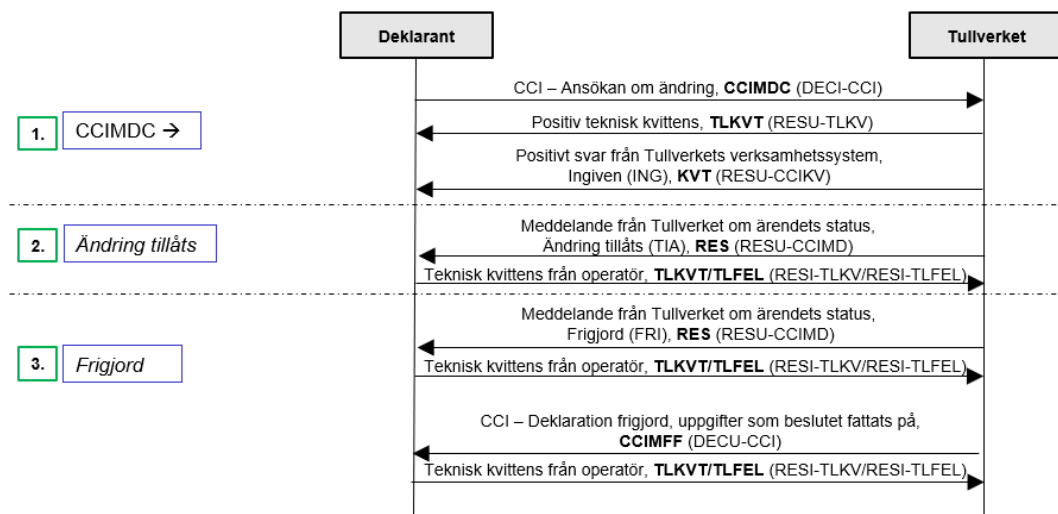 Deklarant
Tullverket
CCI – Ansökan om ändring, CCIMDC (DECI-CCI)
1.
CCIMDC →
Positiv teknisk kvittens, TLKVT (RESU-TLKV)
Positivt svar från Tullverkets verksamhetssystem,
Ingiven (ING), KVT (RESU-CCIKV)
2.
Ändring tillåts
Meddelande från Tullverket om ärendets status,
Ändring tillåts (TIA), RES (RESU-CCIMD)
Teknisk kvittens från operatör, TLKVT/TLFEL (RESI-TLKV/RESI-TLFEL)
3.
Frigjord
Meddelande från Tullverket om ärendets status,
Frigjord (FRI), RES (RESU-CCIMD)
Teknisk kvittens från operatör, TLKVT/TLFEL (RESI-TLKV/RESI-TLFEL)
CCI – Deklaration frigjord, uppgifter som beslutet fattats på,
CCIMFF (DECU-CCI)
Teknisk kvittens från operatör, TLKVT/TLFEL (RESI-TLKV/RESI-TLFEL)